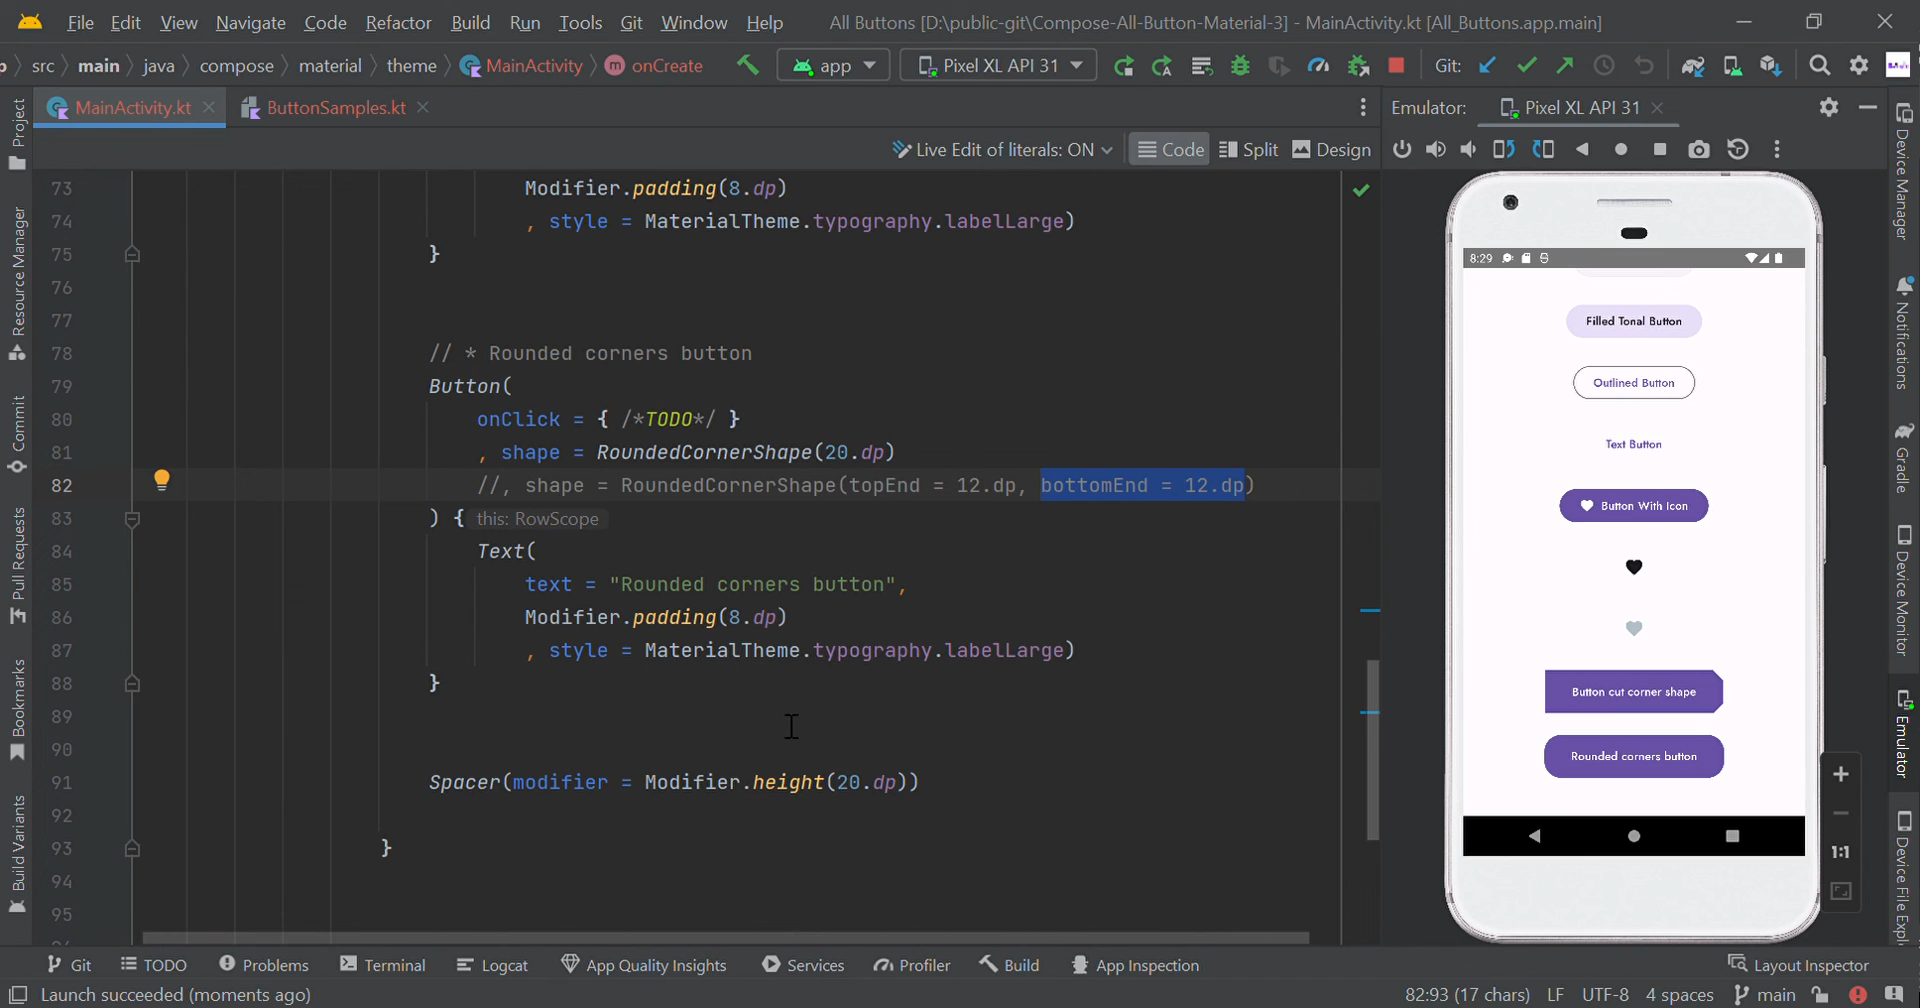 File Edit View Navigate Code Refactor Build Run Tools Git Window Help All Buttons [D:\public-git\Compose-All-Button-Material-3] - MainActivity.kt [All_Buttons.app.main]
src main java compose material theme MainActivity onCreate app Pixel XL API 31 Git:
MainActivity.kt ButtonSamples.kt Emulator: Pixel XL API 31
Live Edit of literals: ON Code Split Design
Project
Resource Manager
Commit
Pull Requests
Bookmarks
Build Variants
73 Modifier.padding(8.dp)
74 , style = MaterialTheme.typography.labelLarge)
75 }
76
77
78 // * Rounded corners button
79 Button(
80 onClick = { /*TODO*/ }
81 , shape = RoundedCornerShape(20.dp)
82 //, shape = RoundedCornerShape(topEnd = 12.dp, bottomEnd = 12.dp)
83 ) { this: RowScope
84 Text(
85 text = "Rounded corners button",
86 Modifier.padding(8.dp)
87 , style = MaterialTheme.typography.labelLarge)
88 }
89
90
91 Spacer(modifier = Modifier.height(20.dp))
92
93 }
94
95
8:29
Filled Tonal Button
Outlined Button
Text Button
Button With Icon
Button cut corner shape
Rounded corners button
1:1
Device Manager
Notifications
Gradle
Device Monitor
Emulator
Device File Expl
Git TODO Problems Terminal Logcat App Quality Insights Services Profiler Build App Inspection Layout Inspector
Launch succeeded (moments ago) 82:93 (17 chars) LF UTF-8 4 spaces main